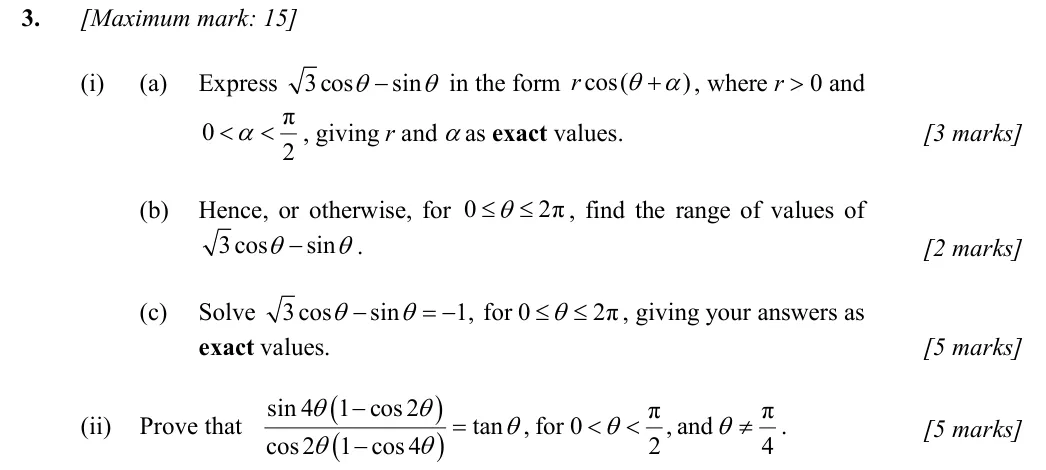 3. [Maximum mark: 15]
(i) (a) Express √3 cos θ − sin θ in the form r cos(θ + α), where r > 0 and
0 < α < π/2, giving r and α as exact values. [3 marks]
(b) Hence, or otherwise, for 0 ≤ θ ≤ 2π, find the range of values of
√3 cos θ − sin θ. [2 marks]
(c) Solve √3 cos θ − sin θ = −1, for 0 ≤ θ ≤ 2π, giving your answers as
exact values. [5 marks]
(ii) Prove that sin 4θ(1 − cos 2θ) / cos 2θ(1 − cos 4θ) = tan θ, for 0 < θ < π/2, and θ ≠ π/4. [5 marks]